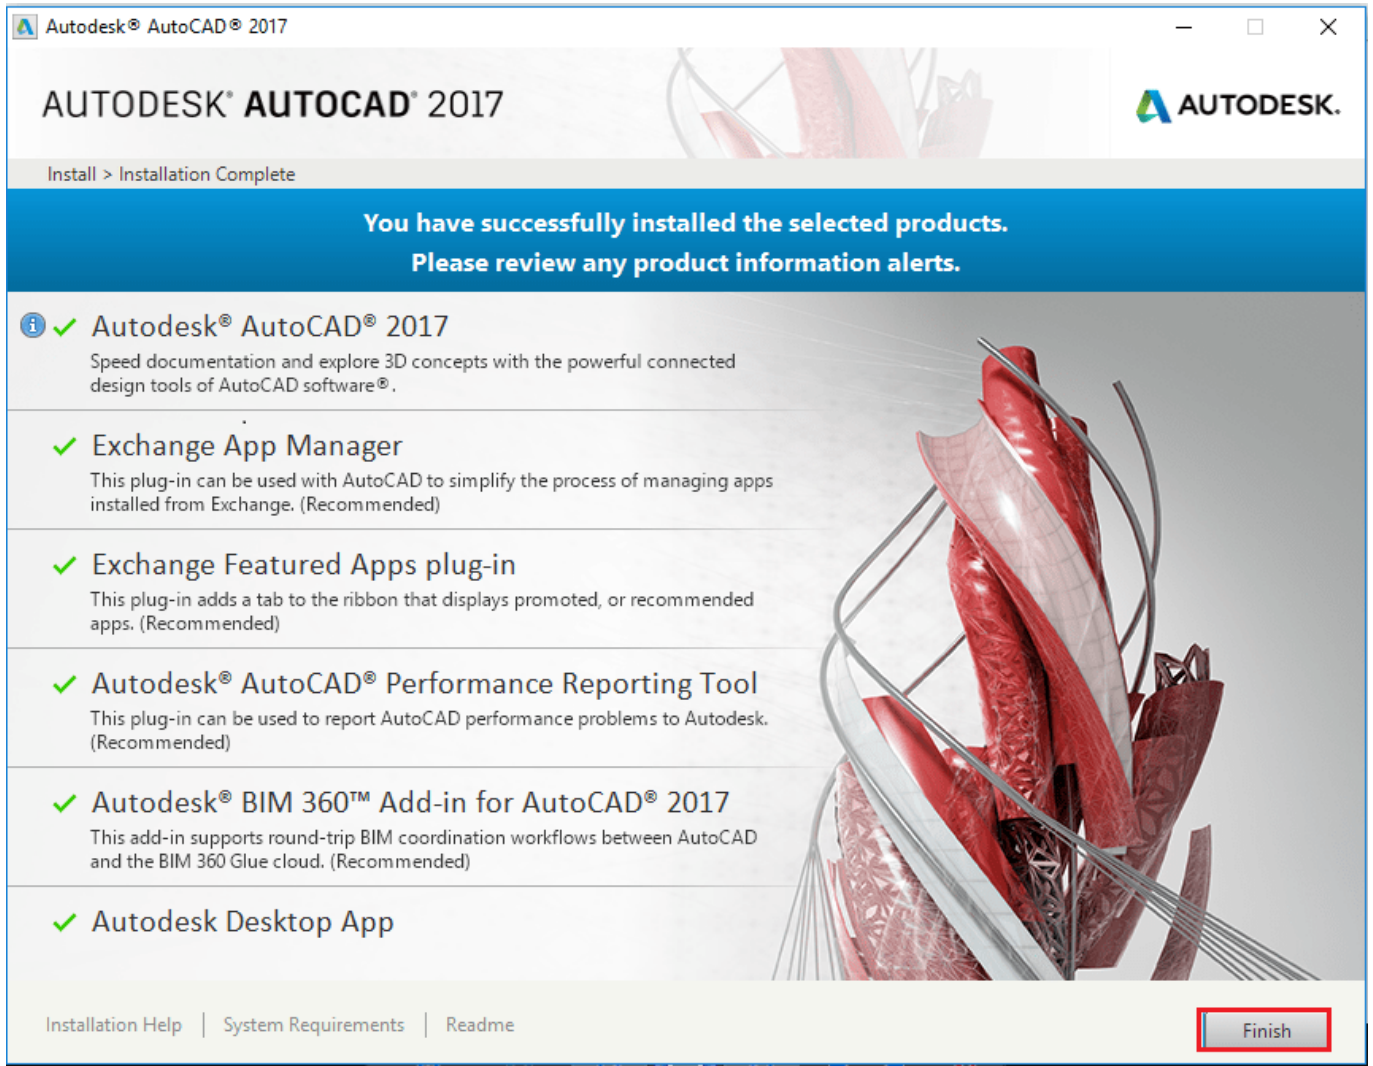 Autodesk® AutoCAD® 2017
AUTODESK® AUTOCAD® 2017
AUTODESK.
Install > Installation Complete
You have successfully installed the selected products.
Please review any product information alerts.
Autodesk® AutoCAD® 2017
Speed documentation and explore 3D concepts with the powerful connected
design tools of AutoCAD software®.
Exchange App Manager
This plug-in can be used with AutoCAD to simplify the process of managing apps
installed from Exchange. (Recommended)
Exchange Featured Apps plug-in
This plug-in adds a tab to the ribbon that displays promoted, or recommended
apps. (Recommended)
Autodesk® AutoCAD® Performance Reporting Tool
This plug-in can be used to report AutoCAD performance problems to Autodesk.
(Recommended)
Autodesk® BIM 360™ Add-in for AutoCAD® 2017
This add-in supports round-trip BIM coordination workflows between AutoCAD
and the BIM 360 Glue cloud. (Recommended)
Autodesk Desktop App
Installation Help | System Requirements | Readme
Finish